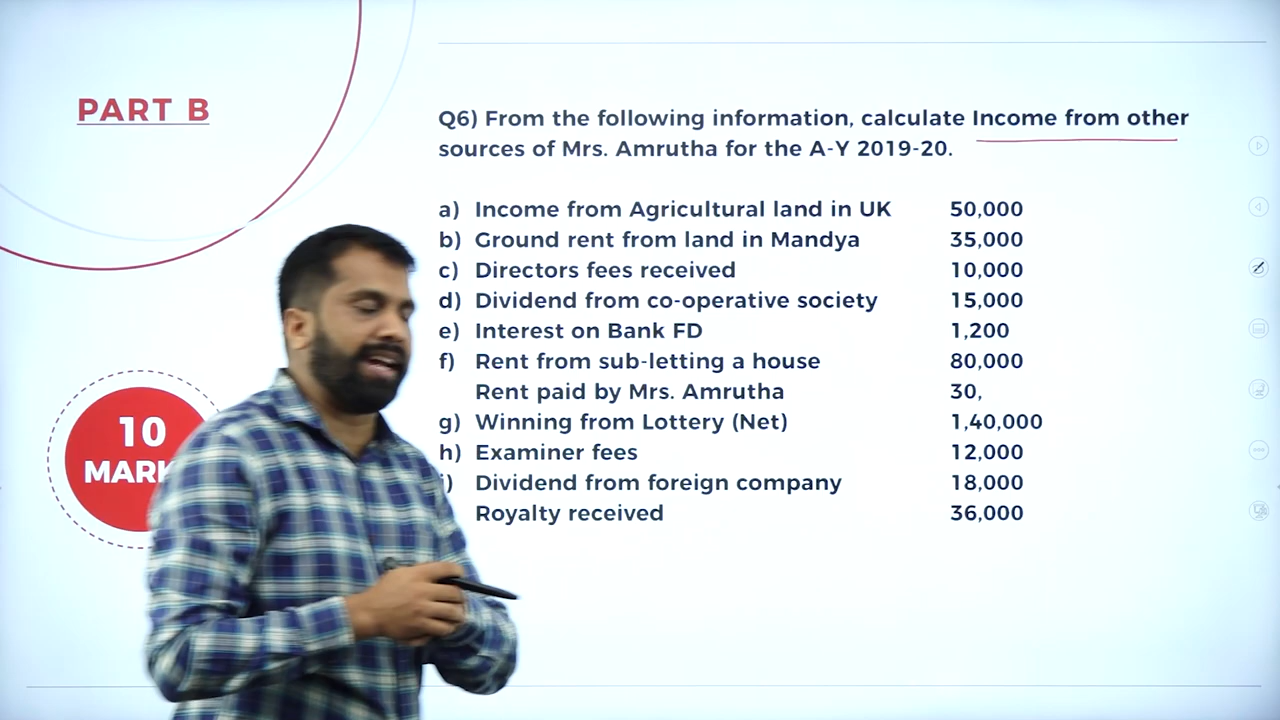 PART B
Q6) From the following information, calculate Income from other
sources of Mrs. Amrutha for the A-Y 2019-20.
a) Income from Agricultural land in UK 50,000
b) Ground rent from land in Mandya 35,000
c) Directors fees received 10,000
d) Dividend from co-operative society 15,000
e) Interest on Bank FD 1,200
f) Rent from sub-letting a house 80,000
Rent paid by Mrs. Amrutha 30,
g) Winning from Lottery (Net) 1,40,000
h) Examiner fees 12,000
i) Dividend from foreign company 18,000
Royalty received 36,000
10